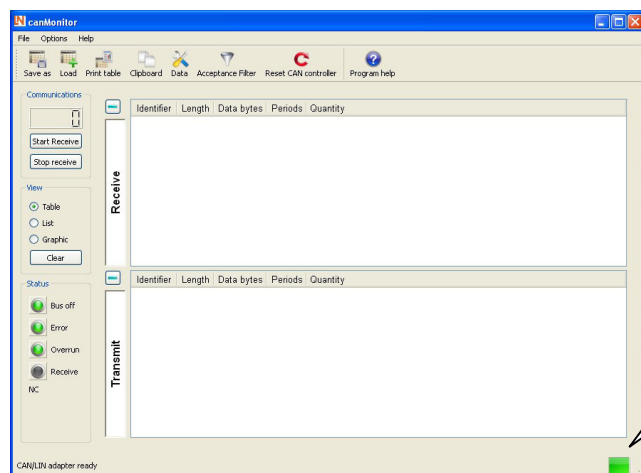 canMonitor
File Options Help
Save as Load Print table Clipboard Data Acceptance Filter Reset CAN controller Program help
Communications
0
Start Receive
Stop receive
View
Table
List
Graphic
Clear
Status
Bus off
Error
Overrun
Receive
NC
Identifier Length Data bytes Periods Quantity
Receive
Identifier Length Data bytes Periods Quantity
Transmit
CAN/LIN adapter ready